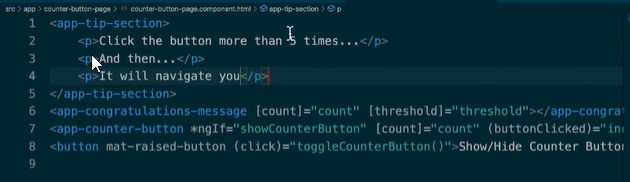 src > app > counter-button-page > counter-button-page.component.html > app-tip-section > p
1 <app-tip-section>
2 <p>Click the button more than 5 times...</p>
3 <p>And then...</p>
4 <p>It will navigate you</p>
5 </app-tip-section>
6 <app-congratulations-message [count]="count" [threshold]="threshold"></app-congrat
7 <app-counter-button *ngIf="showCounterButton" [count]="count" (buttonClicked)="in
8 <button mat-raised-button (click)="toggleCounterButton()">Show/Hide Counter Butto
9